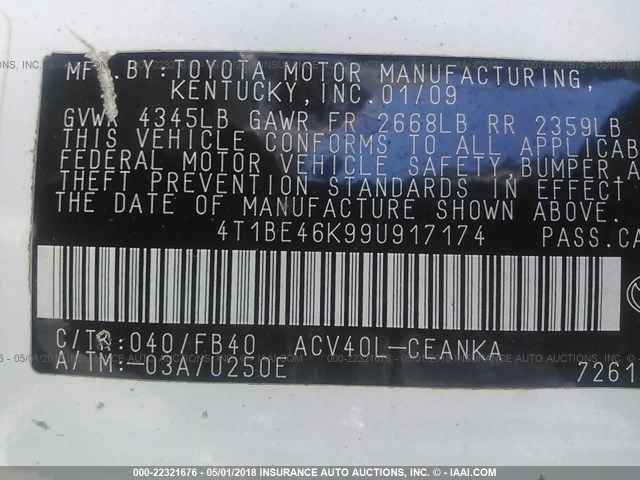 MF . BY: TOYOTA MOTOR MANUFACTURING,
KENTUCKY, INC. 01/09
GVWR 4345LB GAWR FR 2668LB RR 2359LB
THIS VEHICLE CONFORMS TO ALL APPLICAB
FEDERAL MOTOR VEHICLE SAFETY, BUMPER, A
THEFT PREVENTION STANDARDS IN EFFECT
THE DATE OF MANUFACTURE SHOWN ABOVE.
4T1BE46K99U917174 PASS.CA
C/TR: 040/FB40 ACV40L-CEANKA
A/TM: -03A/U250E 7261
000-22321676 - 05/01/2018 - INSURANCE AUTO AUCTIONS - © - IAAI.COM